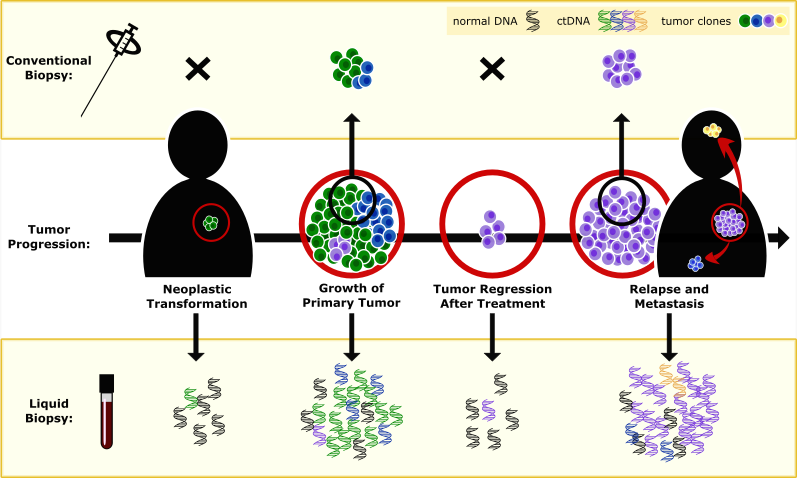 normal DNA ctDNA tumor clones
Conventional
Biopsy:
Tumor
Progression:
Neoplastic
Transformation
Growth of
Primary Tumor
Tumor Regression
After Treatment
Relapse and
Metastasis
Liquid
Biopsy: